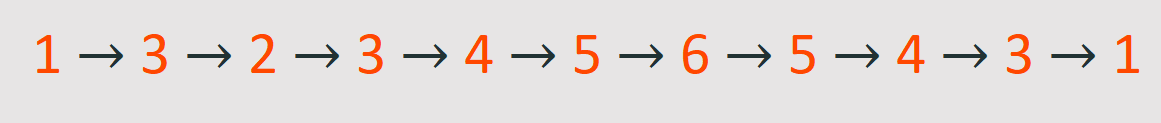 1 → 3 → 2 → 3 → 4 → 5 → 6 → 5 → 4 → 3 → 1